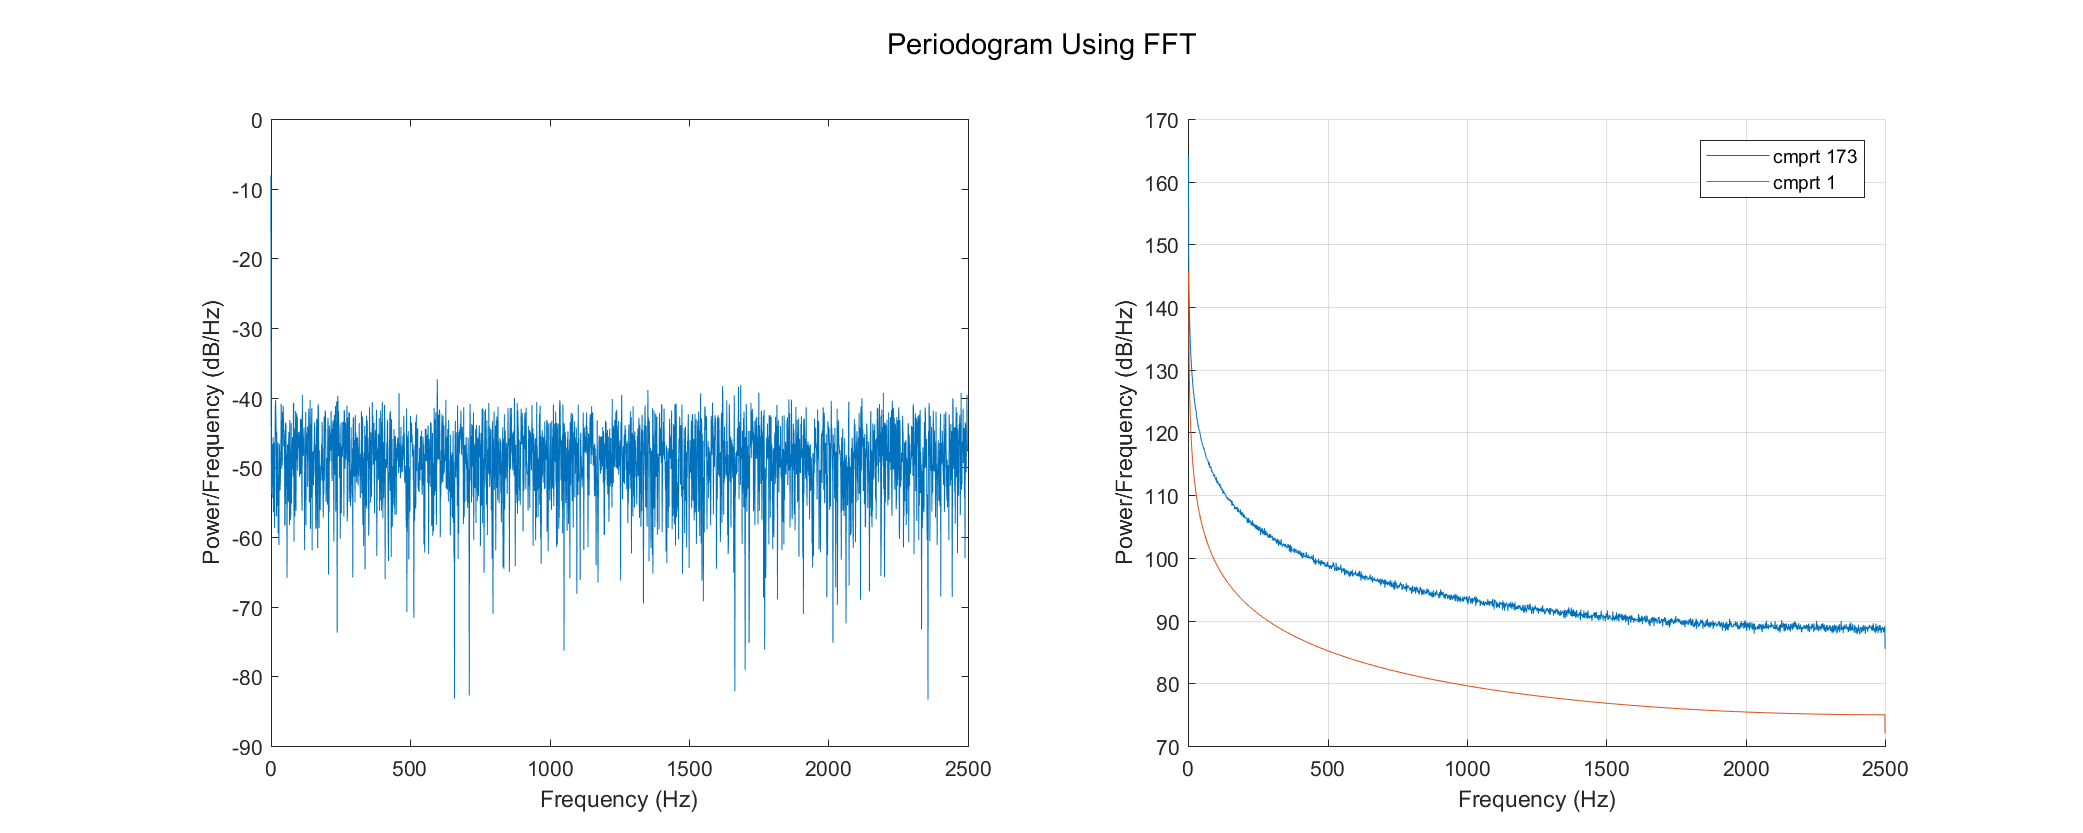 Periodogram Using FFT
0
-10
-20
-30
-40
-50
-60
-70
-80
-90
Power/Frequency (dB/Hz)
0 500 1000 1500 2000 2500
Frequency (Hz)
170
160
150
140
130
120
110
100
90
80
70
Power/Frequency (dB/Hz)
cmprt 173
cmprt 1
0 500 1000 1500 2000 2500
Frequency (Hz)